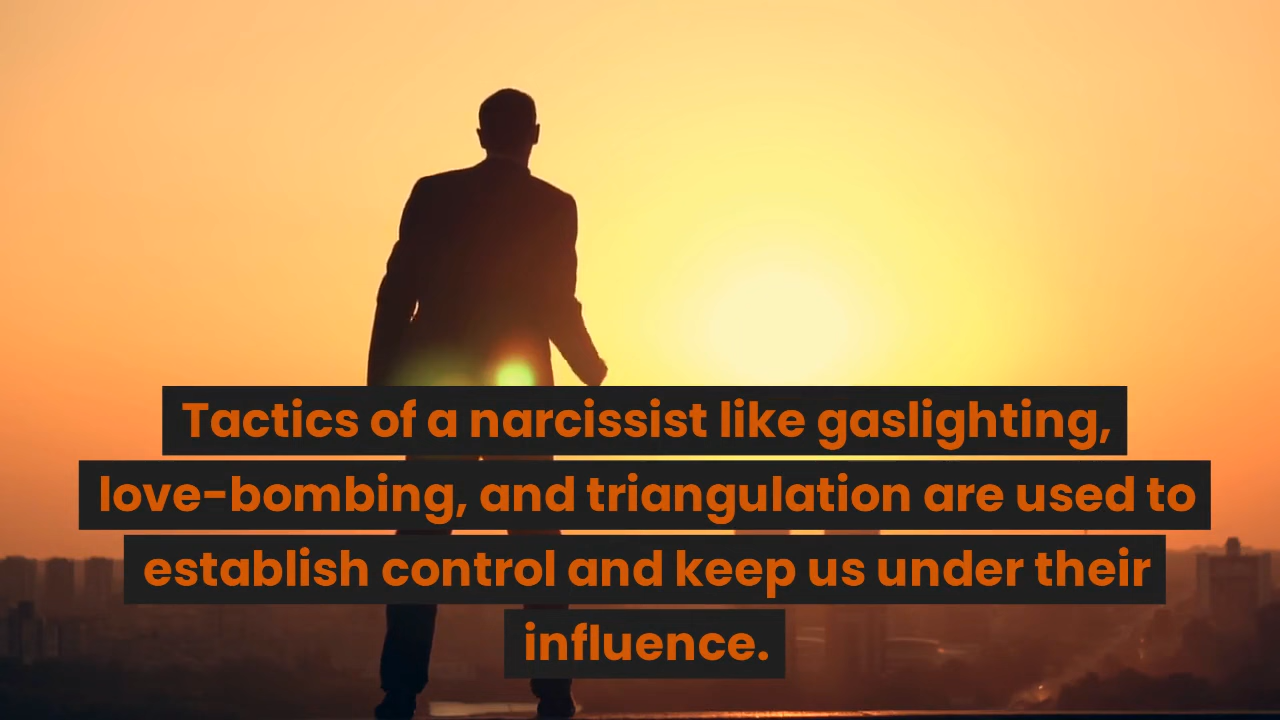 Tactics of a narcissist like gaslighting,
love-bombing, and triangulation are used to
establish control and keep us under their
influence.